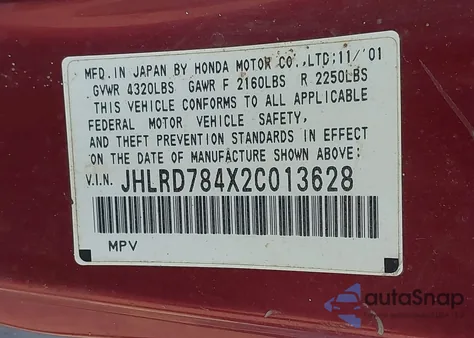 MFD.IN JAPAN BY HONDA MOTOR CO.,LTD:11/'01
GVWR 4320LBS GAWR F 2160LBS R 2250LBS
THIS VEHICLE CONFORMS TO ALL APPLICABLE
FEDERAL MOTOR VEHICLE SAFETY,
AND THEFT PREVENTION STANDARDS IN EFFECT
ON THE DATE OF MANUFACTURE SHOWN ABOVE:
V.I.N. JHLRD784X2C013628
MPV
autoSnap